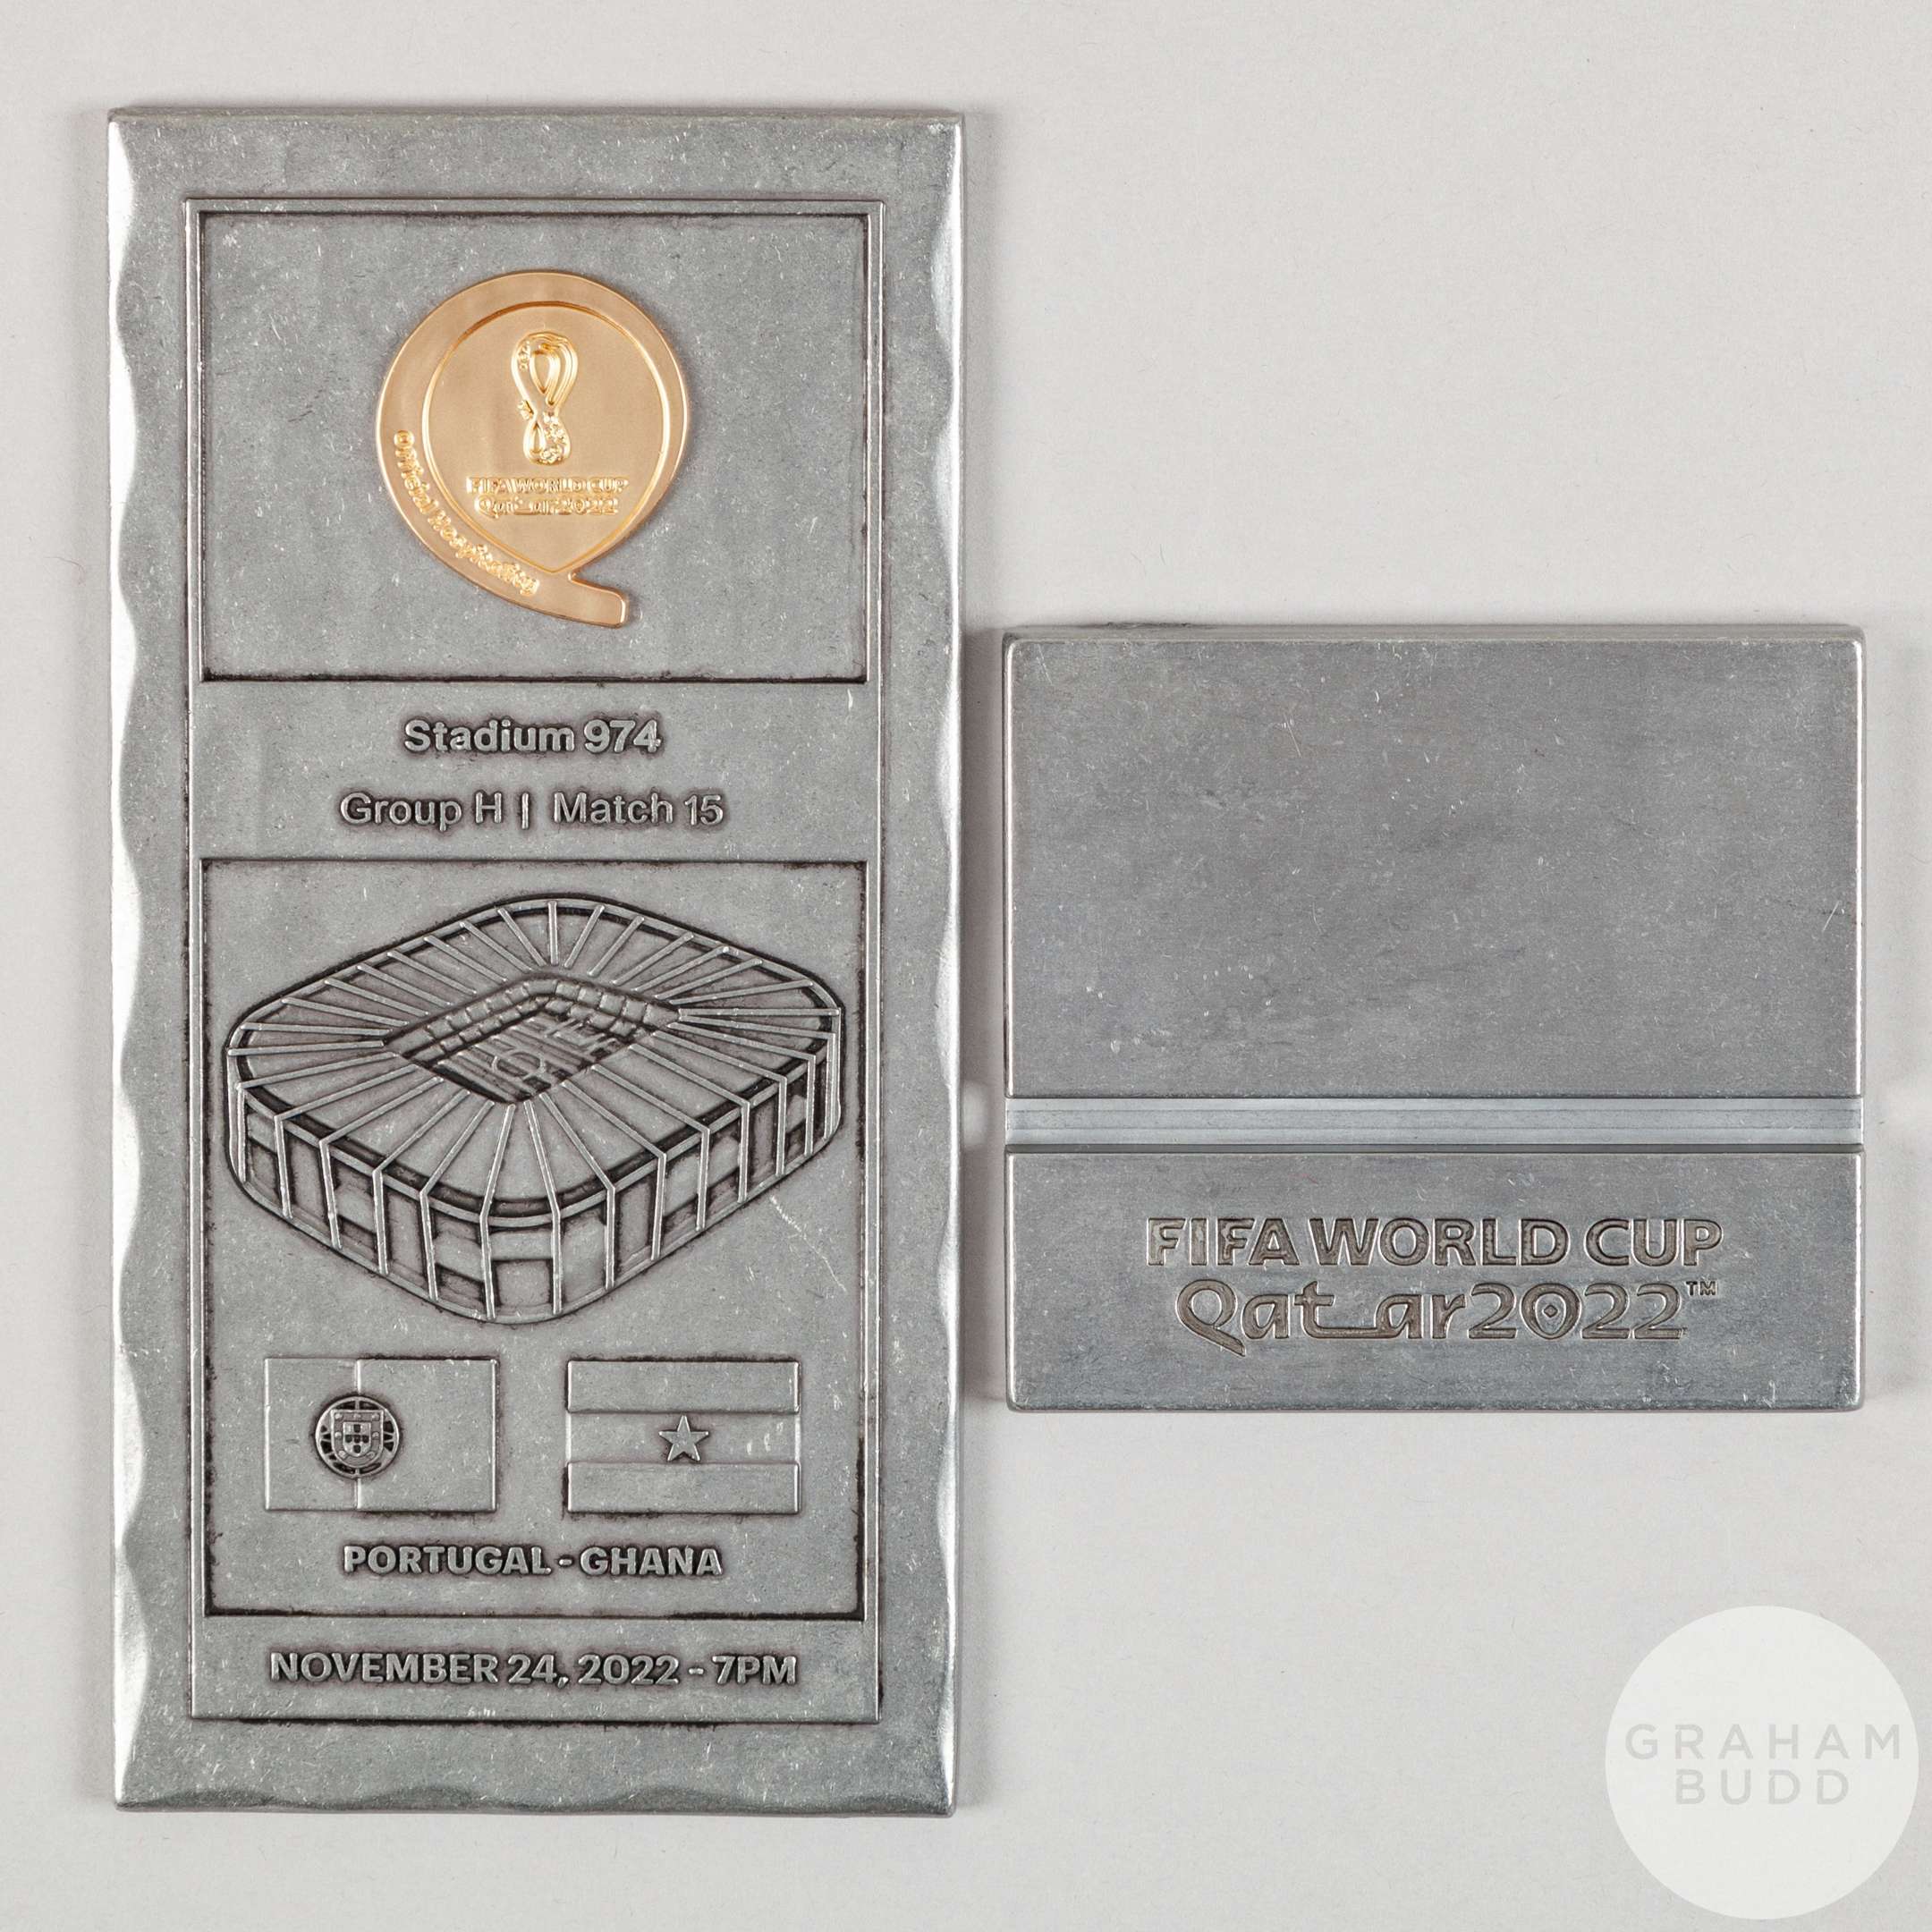 Official Hospitality
FIFA WORLD CUP
Qatar2022
Stadium 974
Group H | Match 15
PORTUGAL - GHANA
NOVEMBER 24, 2022 - 7PM
FIFA WORLD CUP
Qatar2022™
GRAHAM
BUDD